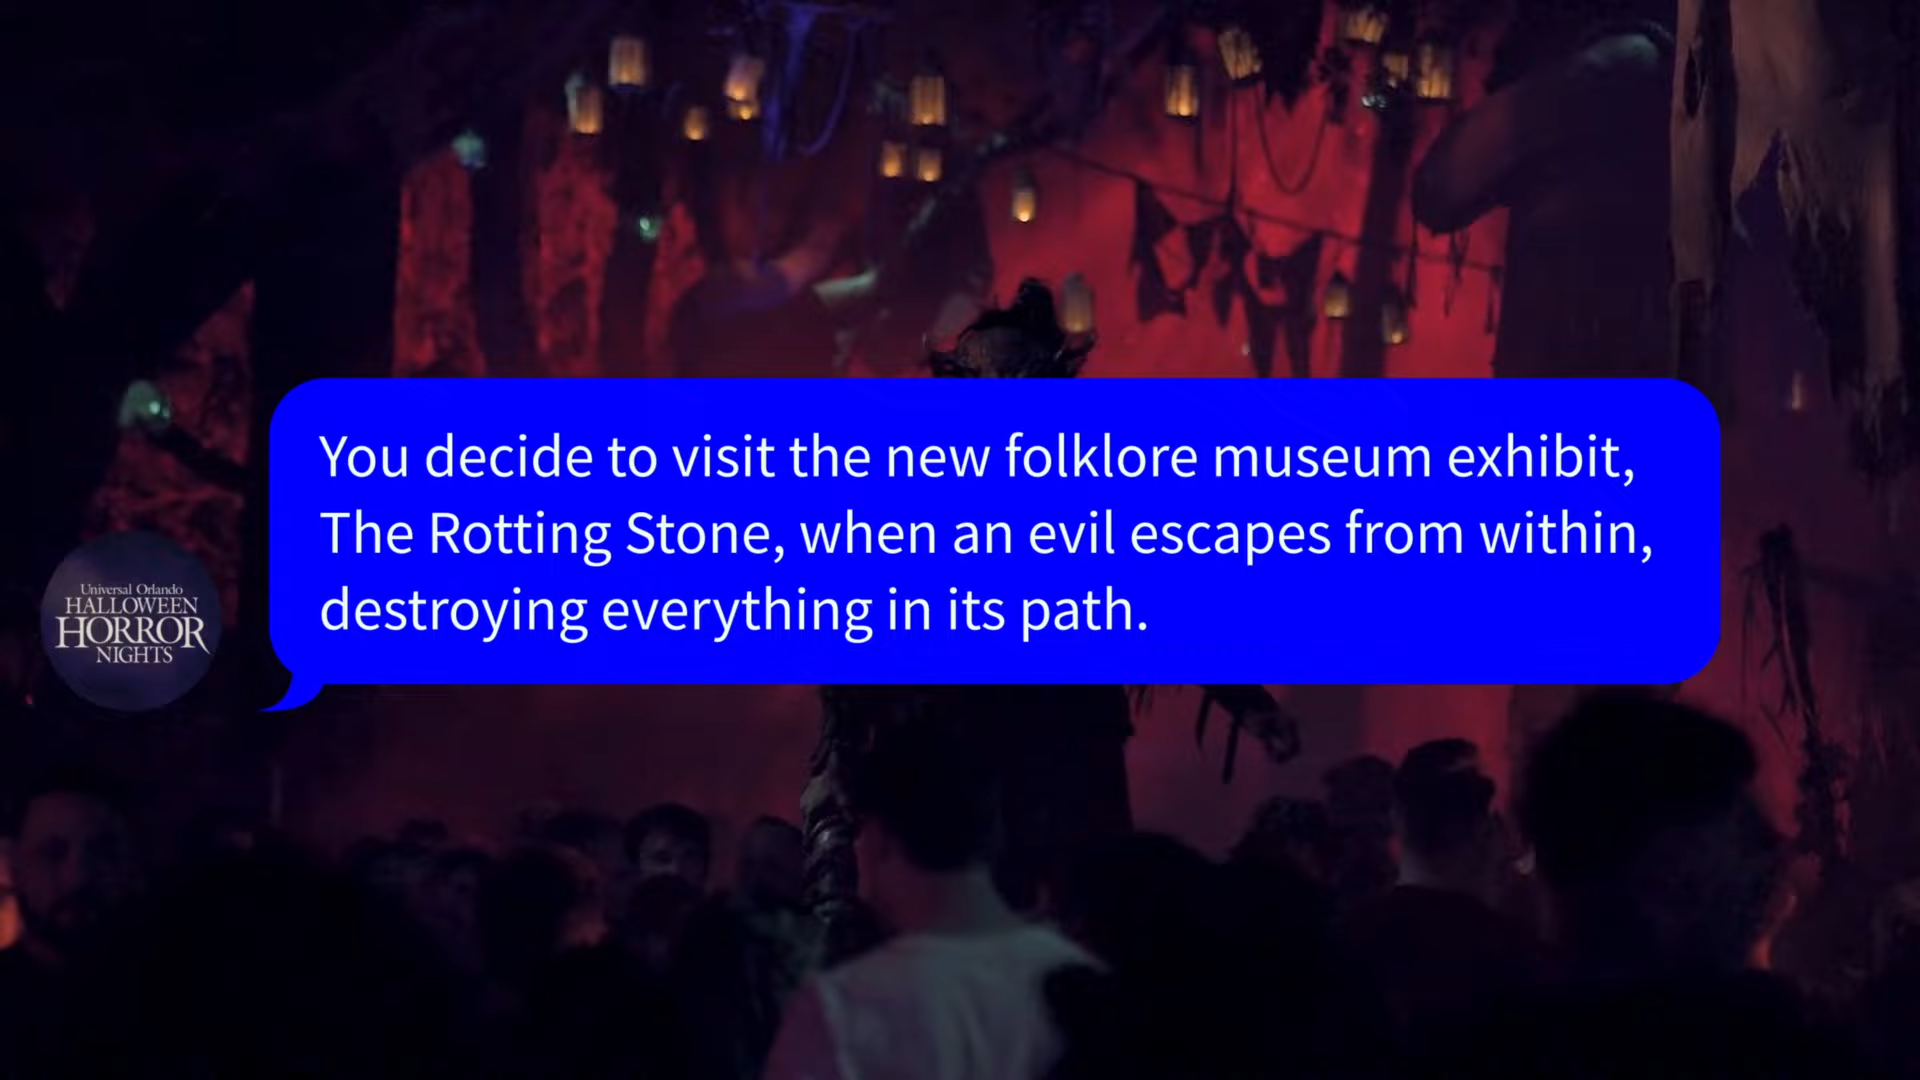 You decide to visit the new folklore museum exhibit,
The Rotting Stone, when an evil escapes from within,
destroying everything in its path.
Universal Orlando
HALLOWEEN
HORROR
NIGHTS